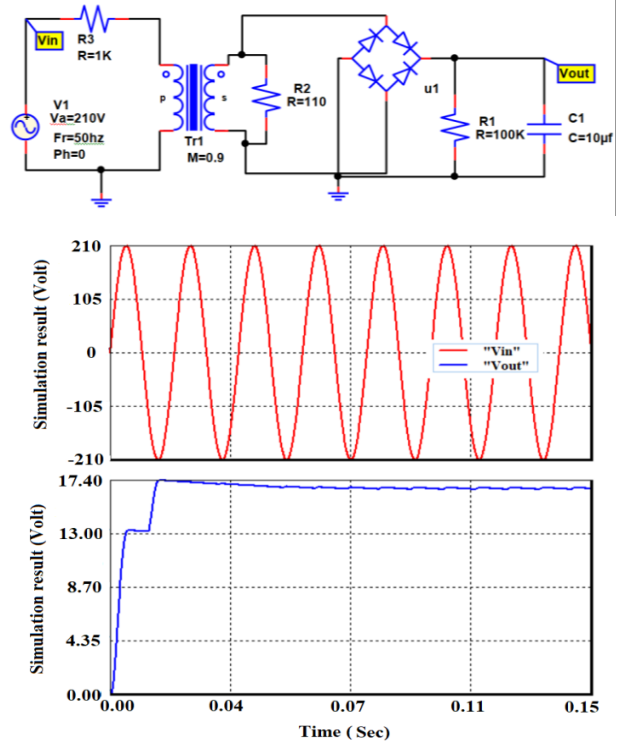 Vin
R3
R=1K
V1
Va=210V
Fr=50hz
Ph=0
p
s
Tr1
M=0.9
R2
R=110
u1
R1
R=100K
Vout
C1
C=10µf
Simulation result (Volt)
210
105
0
-105
-210
"Vin"
"Vout"
Simulation result (Volt)
17.40
13.00
8.70
4.35
0.00
0.00 0.04 0.07 0.11 0.15
Time ( Sec)